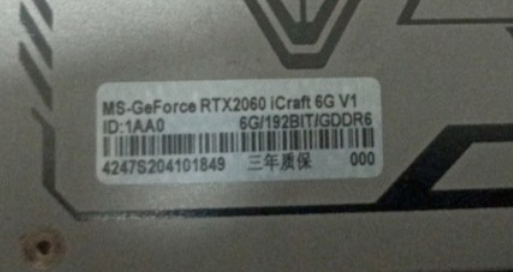 MS-GeForce RTX2060 iCraft 6G V1
ID:1AA0 6G/192BIT/GDDR6
4247S204101849 三年质保 000